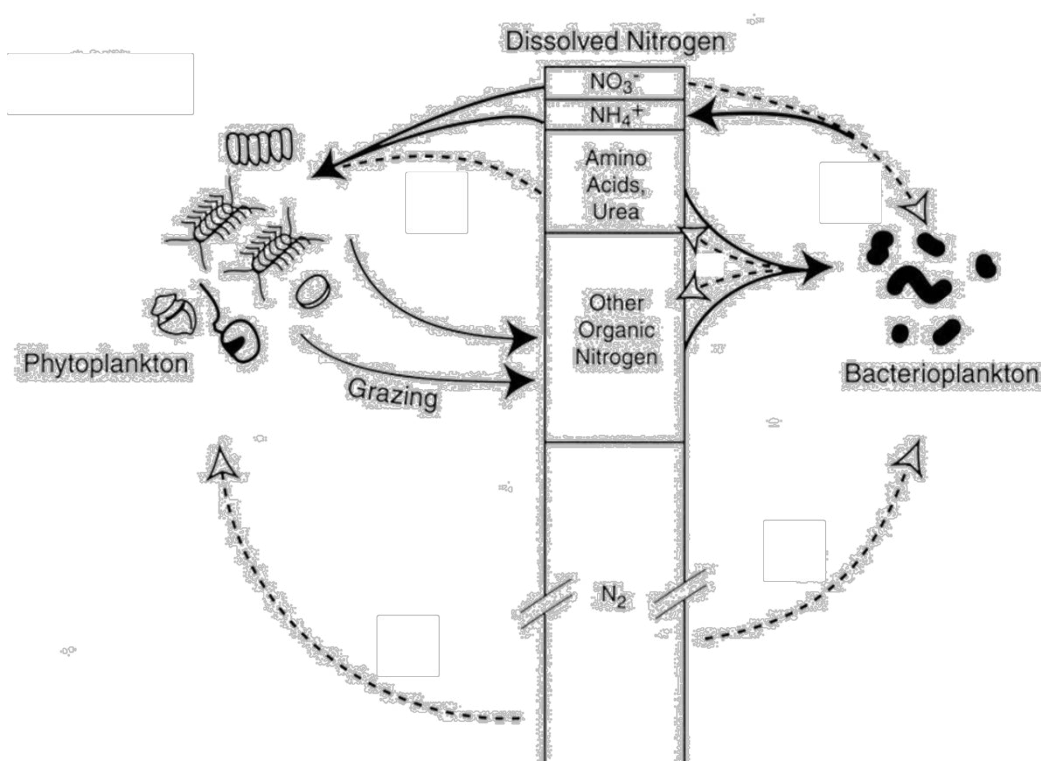 Dissolved Nitrogen
NO₃⁻
NH₄⁺
Amino
Acids,
Urea
Other
Organic
Nitrogen
Phytoplankton
Bacterioplankton
Grazing
N₂